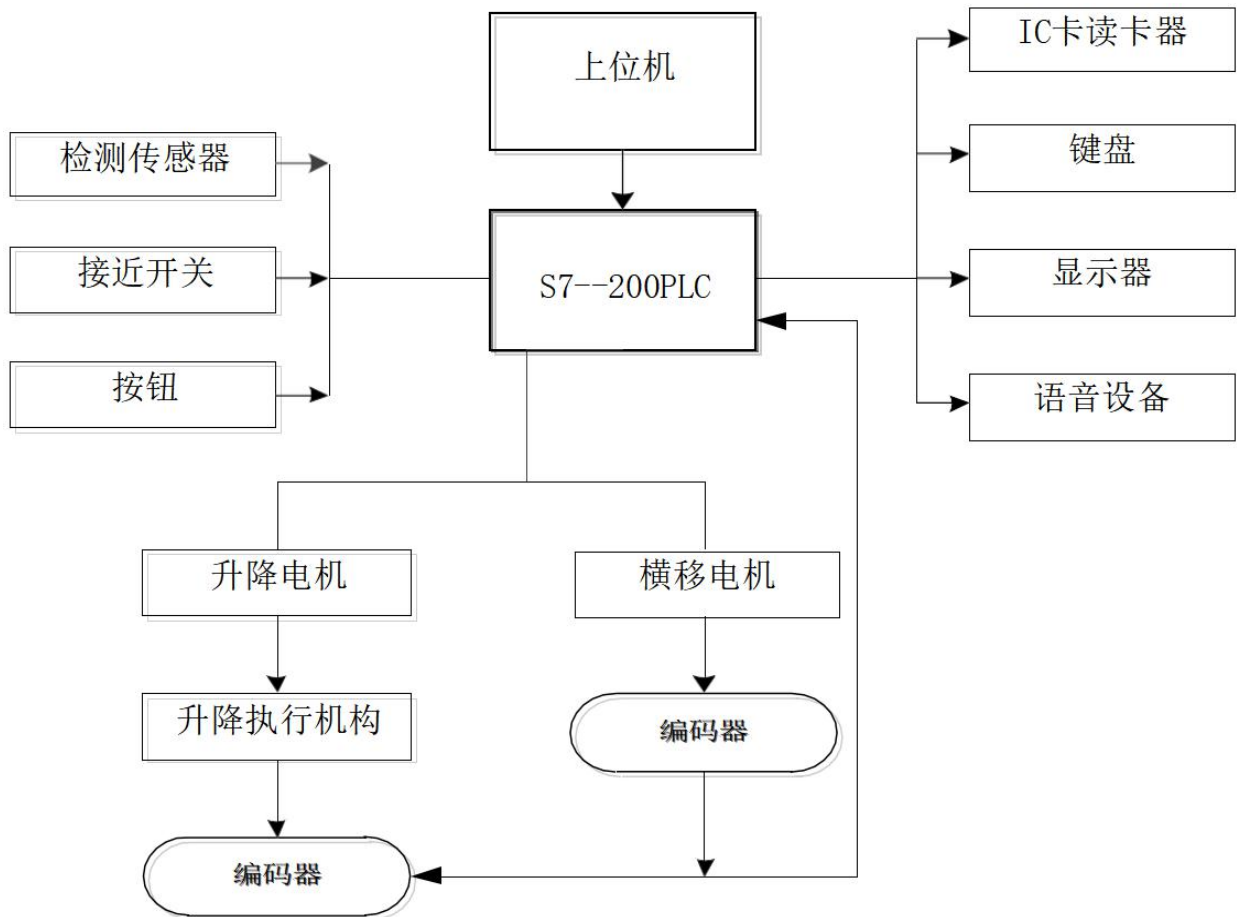 上位机
IC卡读卡器
检测传感器
键盘
接近开关
S7--200PLC
显示器
按钮
语音设备
升降电机
横移电机
升降执行机构
编码器
编码器